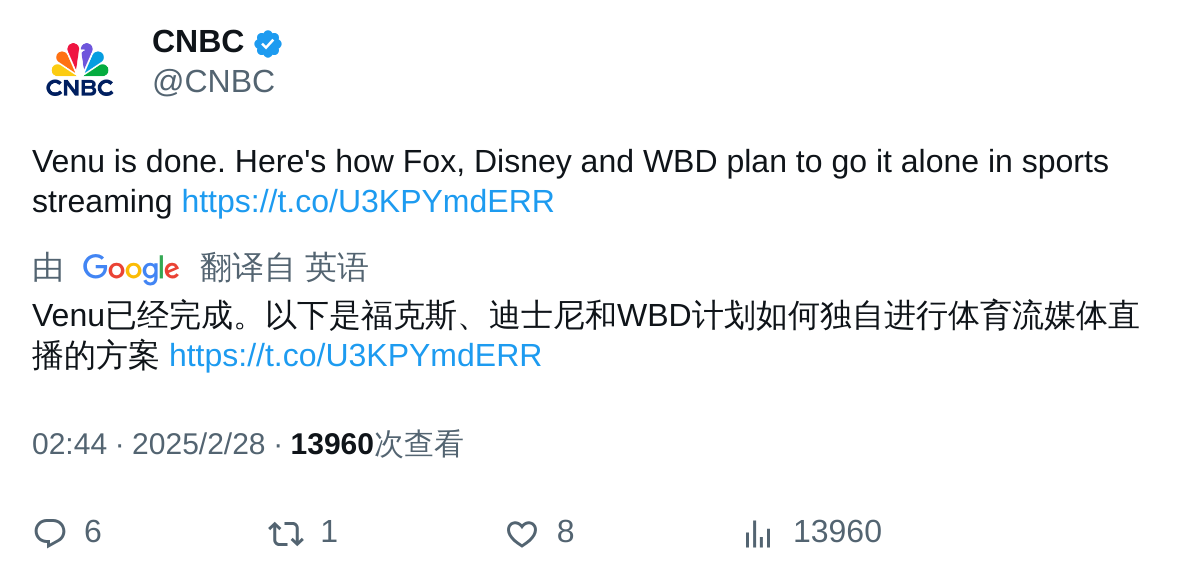 CNBC
CNBC
@CNBC
Venu is done. Here's how Fox, Disney and WBD plan to go it alone in sports
streaming https://t.co/U3KPYmdERR
由 Google 翻译自 英语
Venu已经完成。以下是福克斯、迪士尼和WBD计划如何独自进行体育流媒体直
播的方案 https://t.co/U3KPYmdERR
02:44 · 2025/2/28 · 13960次查看
6 1 8 13960